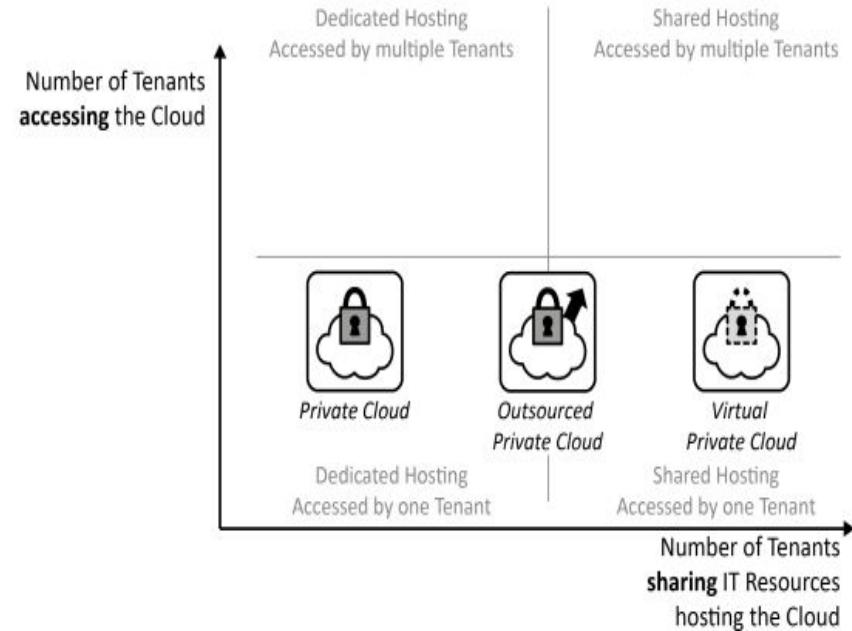 Dedicated Hosting
Accessed by multiple Tenants
Shared Hosting
Accessed by multiple Tenants
Number of Tenants
accessing the Cloud
Private Cloud
Outsourced
Private Cloud
Virtual
Private Cloud
Dedicated Hosting
Accessed by one Tenant
Shared Hosting
Accessed by one Tenant
Number of Tenants
sharing IT Resources
hosting the Cloud